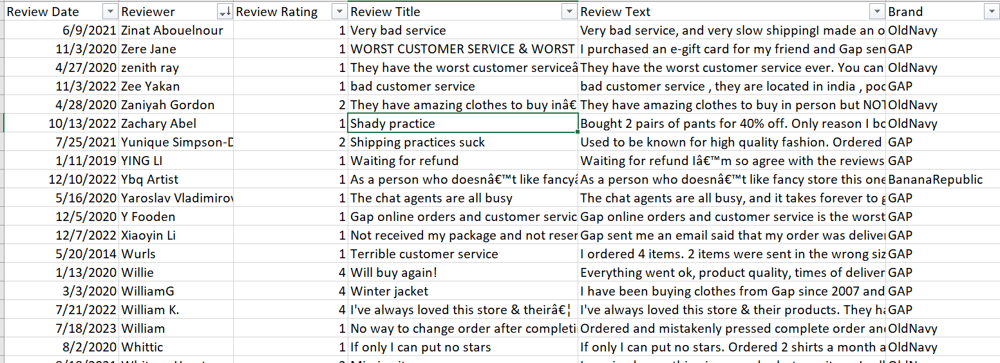 Review Date Reviewer Review Rating Review Title Review Text Brand
6/9/2021 Zinat Abouelnour 1 Very bad service Very bad service, and very slow shippingI made an o OldNavy
11/3/2020 Zere Jane 1 WORST CUSTOMER SERVICE & WORST I purchased an e-gift card for my friend and Gap sen GAP
4/27/2020 zenith ray 1 They have the worst customer serviceâ They have the worst customer service ever. You can OldNavy
11/3/2022 Zee Yakan 1 bad customer service bad customer service , they are located in india , poc GAP
4/28/2020 Zaniyah Gordon 2 They have amazing clothes to buy inâ€ They have amazing clothes to buy in person but NOT OldNavy
10/13/2022 Zachary Abel 1 Shady practice Bought 2 pairs of pants for 40% off. Only reason I bo OldNavy
7/25/2021 Yunique Simpson-D 2 Shipping practices suck Used to be known for high quality fashion. Ordered GAP
1/11/2019 YING LI 1 Waiting for refund Waiting for refund Iâ€™m so agree with the reviews GAP
12/10/2022 Ybq Artist 1 As a person who doesnâ€™t like fancyâ As a person who doesnâ€™t like fancy store this one BananaRepublic
5/16/2020 Yaroslav Vladimirov 1 The chat agents are all busy The chat agents are all busy, and it takes forever to g GAP
12/5/2020 Y Fooden 1 Gap online orders and customer servic Gap online orders and customer service is the worst GAP
12/7/2022 Xiaoyin Li 1 Not received my package and not reser Gap sent me an email said that my order was deliver GAP
5/20/2014 Wurls 1 Terrible customer service I ordered 4 items. 2 items were sent in the wrong siz GAP
1/13/2020 Willie 4 Will buy again! Everything went ok, product quality, times of deliver GAP
3/3/2020 WilliamG 4 Winter jacket I have been buying clothes from Gap since 2007 and GAP
7/21/2022 William K. 4 I've always loved this store & theirâ€¦ I've always loved this store & their products. They ha GAP
7/18/2023 William 1 No way to change order after completi Ordered and mistakenly pressed complete order and OldNavy
8/2/2020 Whittic 1 If only I can put no stars If only I can put no stars. Ordered 2 shirts a month a OldNavy